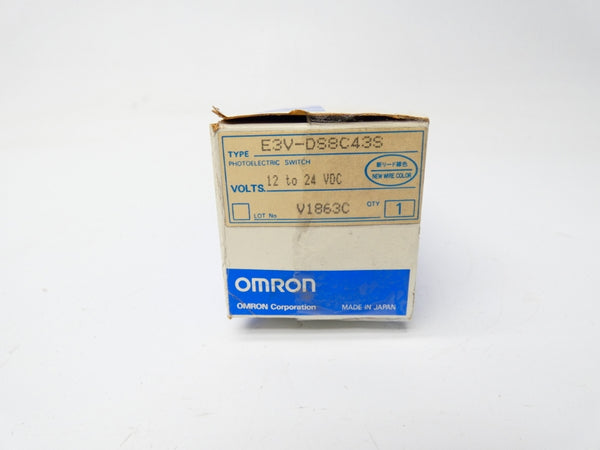 TYPE E3V-DS8C43S
PHOTOELECTRIC SWITCH
新リード線色
NEW WIRE COLOR
VOLTS. 12 to 24 VDC
LOT No V1863C QTY 1
OMRON
OMRON Corporation MADE IN JAPAN